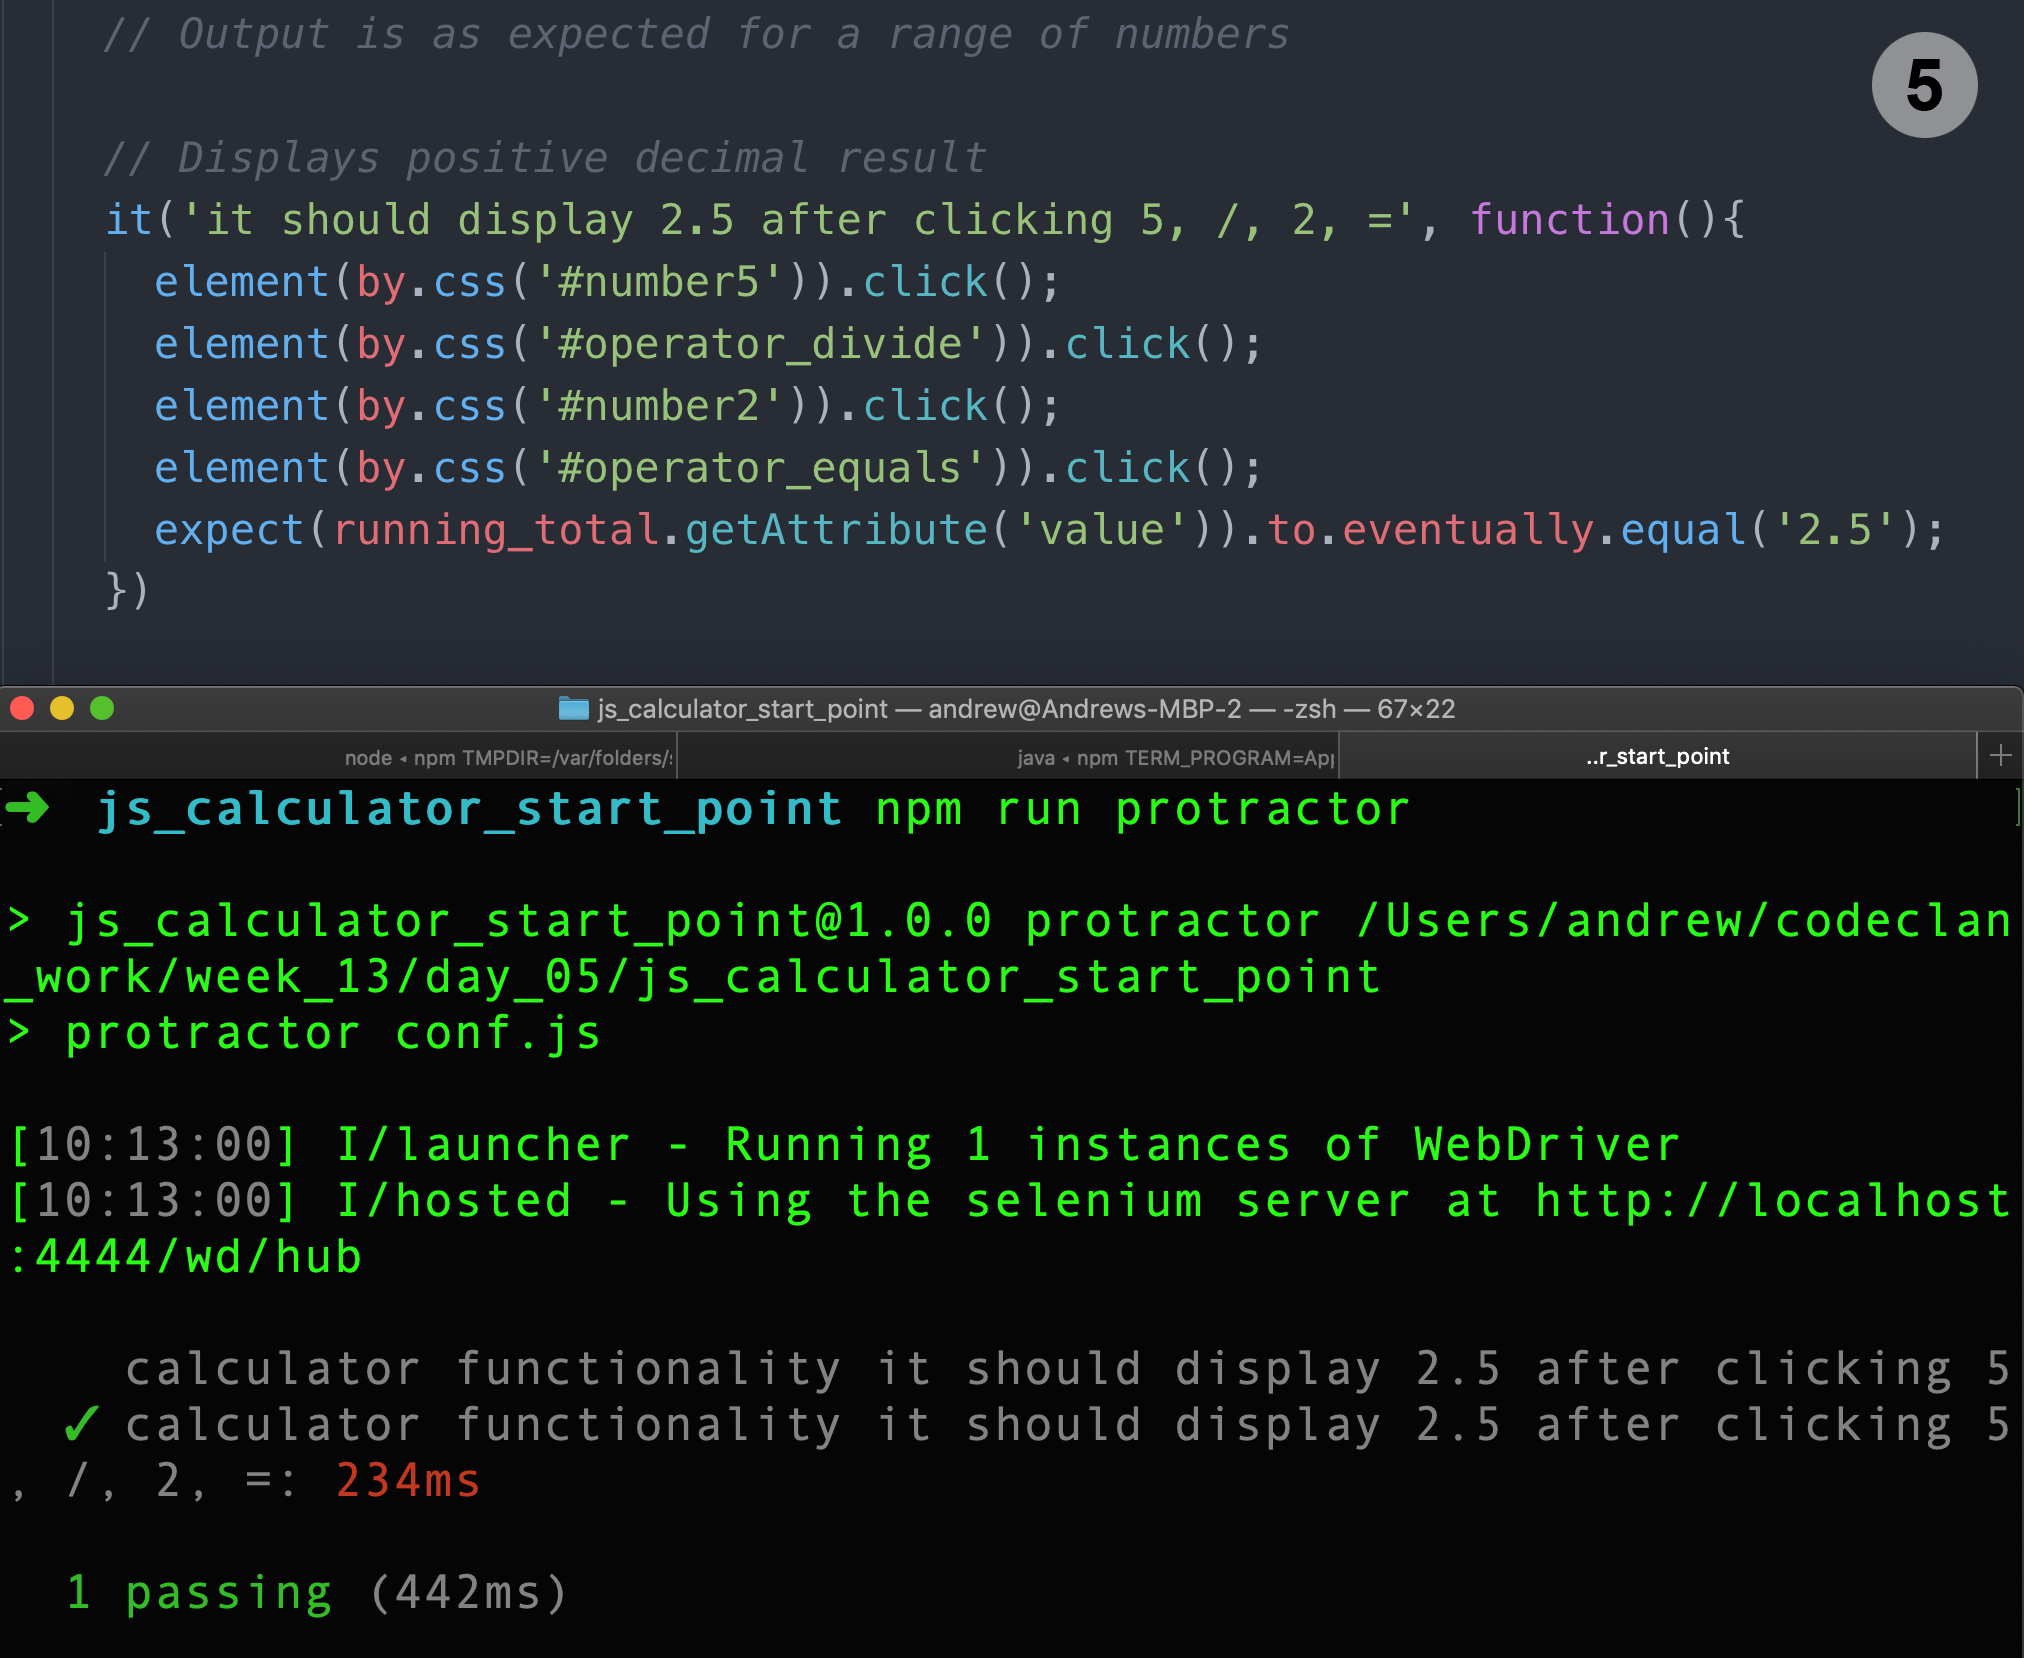 // Output is as expected for a range of numbers
5
// Displays positive decimal result
it('it should display 2.5 after clicking 5, /, 2, =', function(){
element(by.css('#number5')).click();
element(by.css('#operator_divide')).click();
element(by.css('#number2')).click();
element(by.css('#operator_equals')).click();
expect(running_total.getAttribute('value')).to.eventually.equal('2.5');
})
js_calculator_start_point — andrew@Andrews-MBP-2 — -zsh — 67×22
node ◂ npm TMPDIR=/var/folders/
java ◂ npm TERM_PROGRAM=App
..r_start_point
➜ js_calculator_start_point npm run protractor
> js_calculator_start_point@1.0.0 protractor /Users/andrew/codeclan
_work/week_13/day_05/js_calculator_start_point
> protractor conf.js
[10:13:00] I/launcher - Running 1 instances of WebDriver
[10:13:00] I/hosted - Using the selenium server at http://localhost
:4444/wd/hub
calculator functionality it should display 2.5 after clicking 5
✓ calculator functionality it should display 2.5 after clicking 5
, /, 2, =: 234ms
1 passing (442ms)